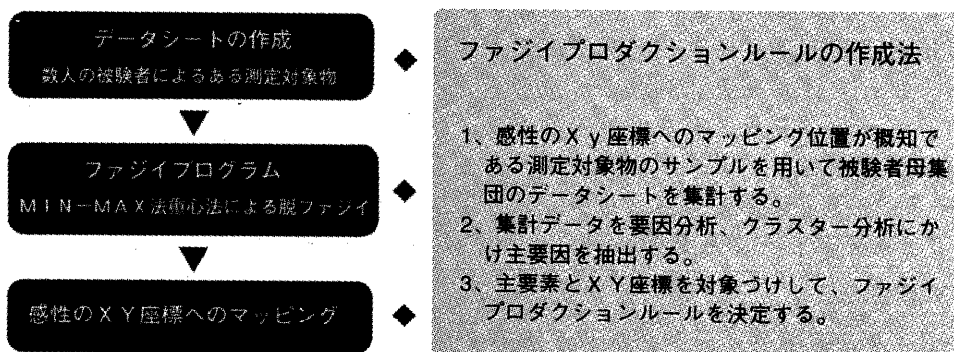 データシートの作成
数人の被験者によるある測定対象物
ファジイプログラム
MIN-MAX法重心法による脱ファジイ
感性のXY座標へのマッピング
ファジイプロダクションルールの作成法
1、感性のXy座標へのマッピング位置が概知で
ある測定対象物のサンプルを用いて被験者母集
団のデータシートを集計する。
2、集計データを要因分析、クラスター分析にか
け主要因を抽出する。
3、主要素とXY座標を対象づけして、ファジイ
プロダクションルールを決定する。